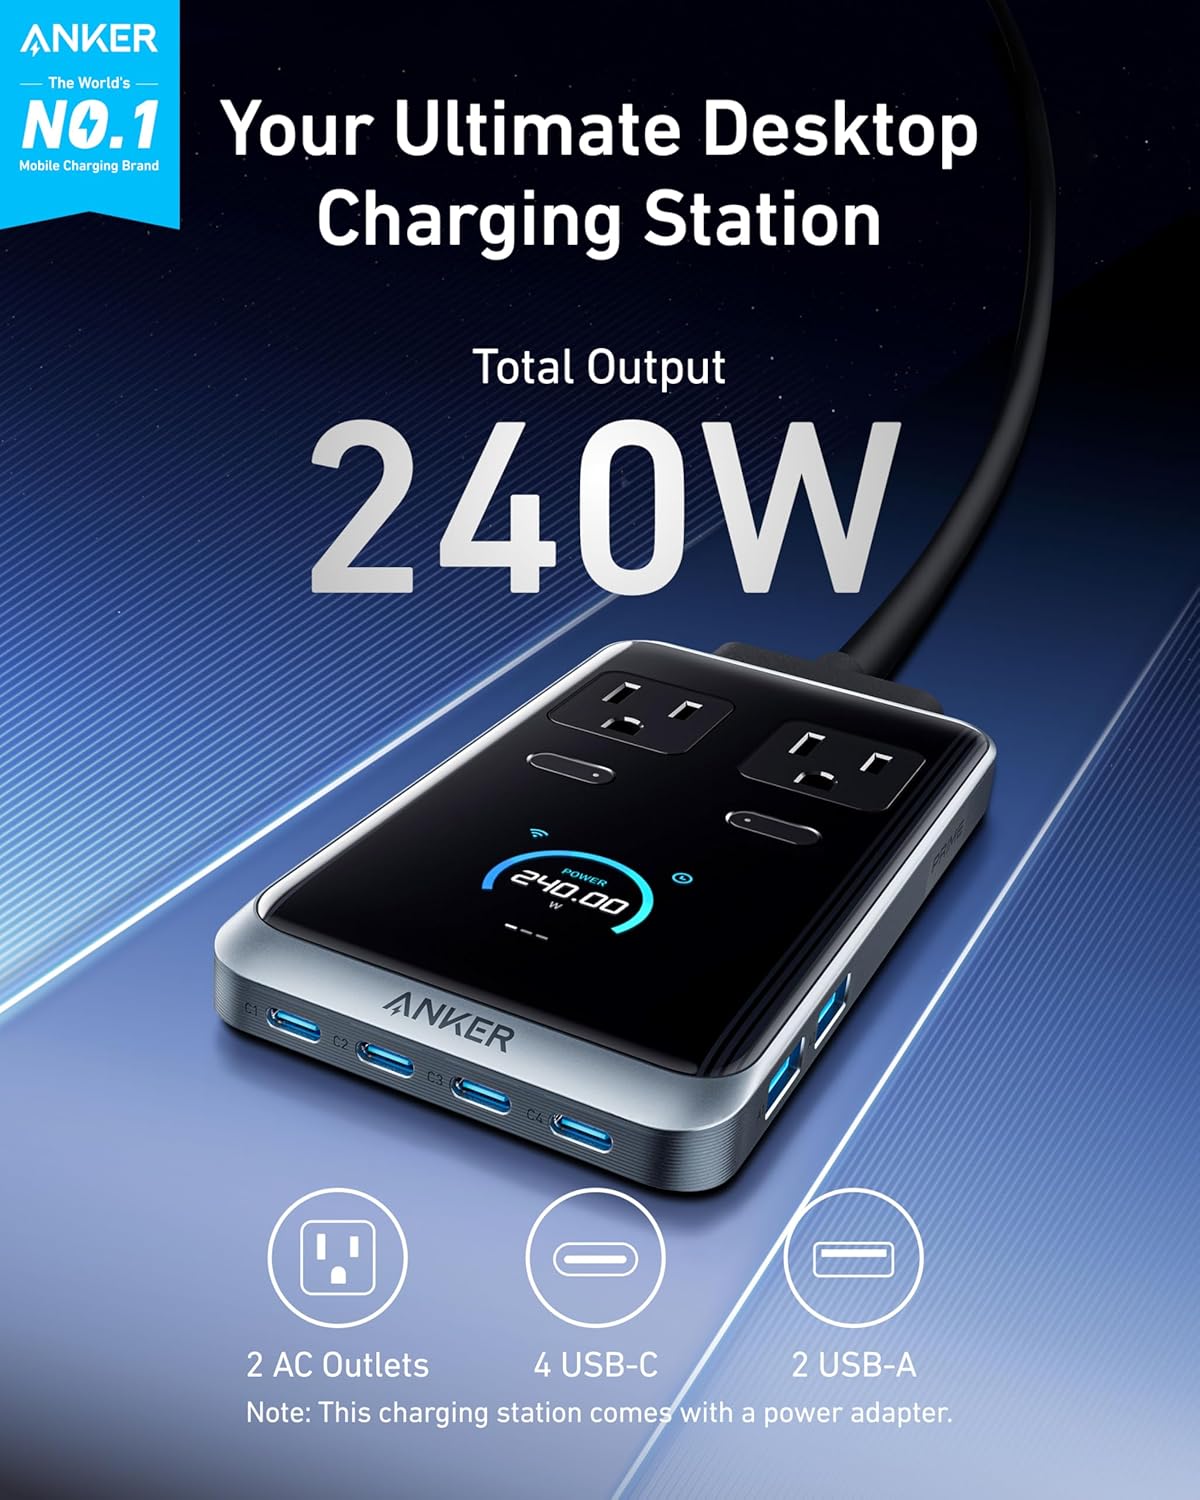 ANKER
The World's
NO.1
Mobile Charging Brand
Your Ultimate Desktop
Charging Station
Total Output
240W
PRIME
POWER
240.00
W
ANKER
C1
C2
C3
C4
2 AC Outlets
4 USB-C
2 USB-A
Note: This charging station comes with a power adapter.